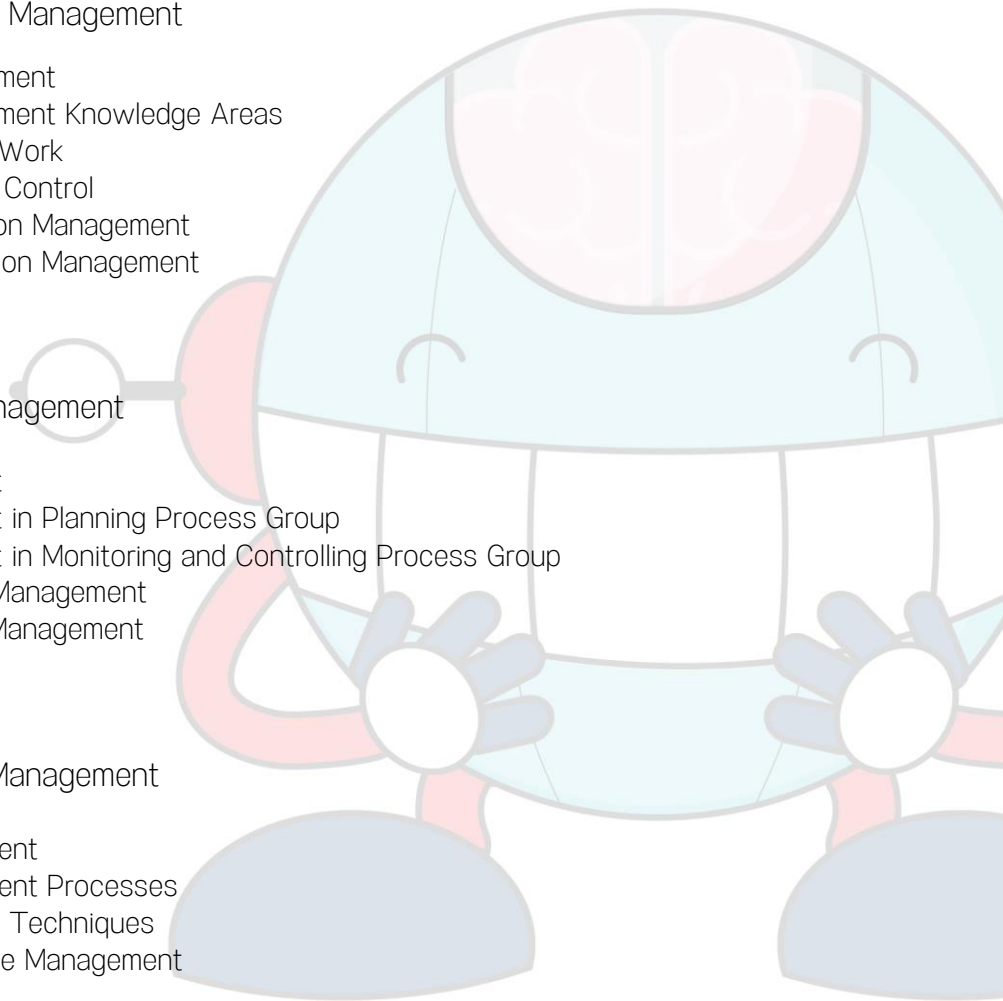 Management
ment
ment Knowledge Areas
Work
Control
on Management
on Management
nagement
t
t in Planning Process Group
t in Monitoring and Controlling Process Group
Management
Management
Management
ent
ent Processes
Techniques
e Management